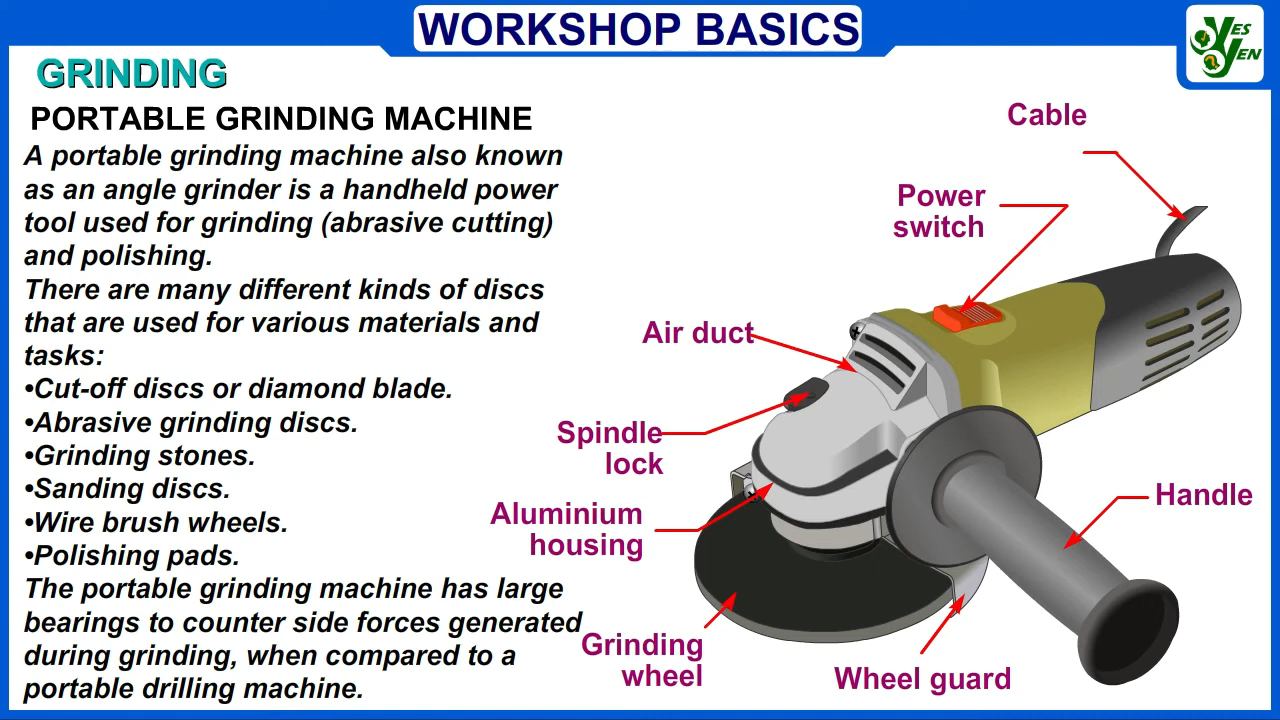 WORKSHOP BASICS
YES
YEN
GRINDING
PORTABLE GRINDING MACHINE
A portable grinding machine also known
as an angle grinder is a handheld power
tool used for grinding (abrasive cutting)
and polishing.
There are many different kinds of discs
that are used for various materials and
tasks:
•Cut-off discs or diamond blade.
•Abrasive grinding discs.
•Grinding stones.
•Sanding discs.
•Wire brush wheels.
•Polishing pads.
The portable grinding machine has large
bearings to counter side forces generated
during grinding, when compared to a
portable drilling machine.
Cable
Power
switch
Air duct
Spindle
lock
Aluminium
housing
Handle
Grinding
wheel
Wheel guard